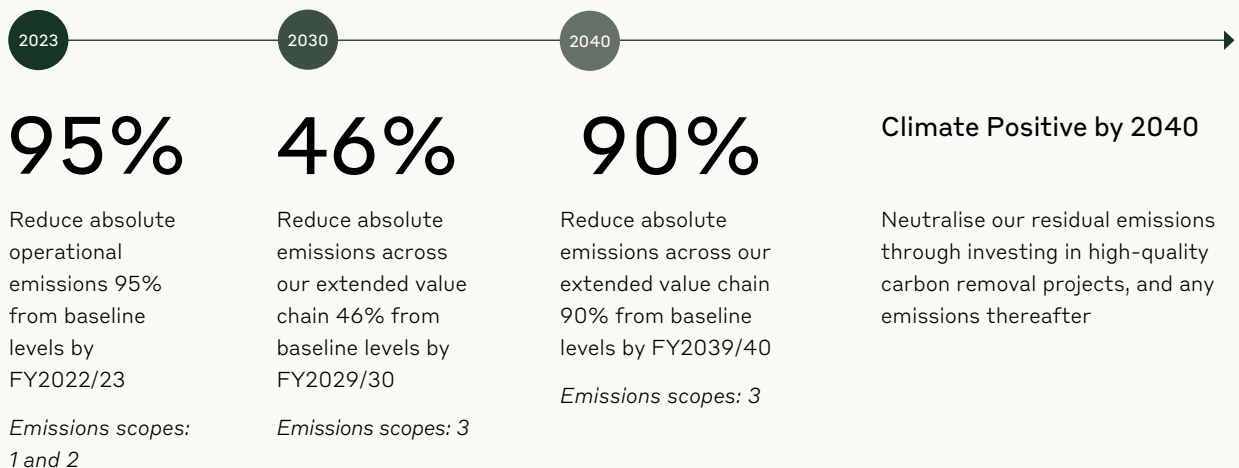 2023
2030
2040
95%
46%
90%
Climate Positive by 2040
Reduce absolute
operational
emissions 95%
from baseline
levels by
FY2022/23
Emissions scopes:
1 and 2
Reduce absolute
emissions across
our extended value
chain 46% from
baseline levels by
FY2029/30
Emissions scopes: 3
Reduce absolute
emissions across our
extended value chain
90% from baseline
levels by FY2039/40
Emissions scopes: 3
Neutralise our residual emissions
through investing in high-quality
carbon removal projects, and any
emissions thereafter